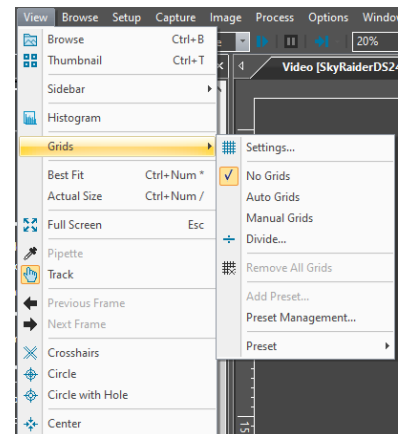 View Browse Setup Capture Image Process Options Window
Browse Ctrl+B
20%
Thumbnail Ctrl+T
Video [SkyRaiderDS24
Sidebar
Histogram
Grids
Settings...
Best Fit Ctrl+Num *
No Grids
Actual Size Ctrl+Num /
Auto Grids
Manual Grids
Full Screen Esc
Divide...
Pipette
Remove All Grids
Track
Add Preset...
Previous Frame
Preset Management...
Next Frame
Preset
Crosshairs
Circle
Circle with Hole
Center